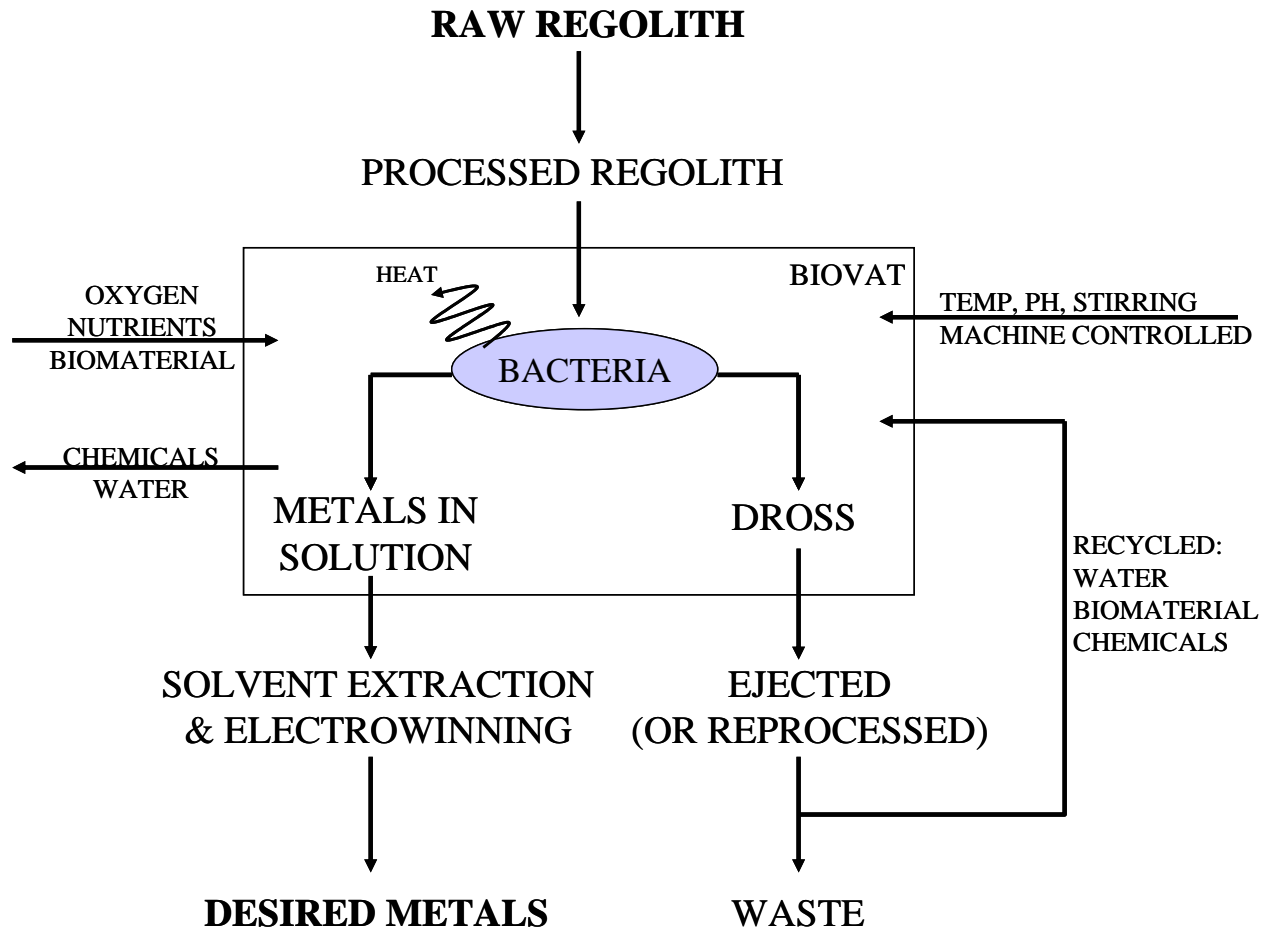 RAW REGOLITH
PROCESSED REGOLITH
HEAT
BIOVAT
OXYGEN
NUTRIENTS
BIOMATERIAL
TEMP, PH, STIRRING
MACHINE CONTROLLED
BACTERIA
CHEMICALS
WATER
METALS IN
SOLUTION
DROSS
RECYCLED:
WATER
BIOMATERIAL
CHEMICALS
SOLVENT EXTRACTION
& ELECTROWINNING
EJECTED
(OR REPROCESSED)
DESIRED METALS
WASTE